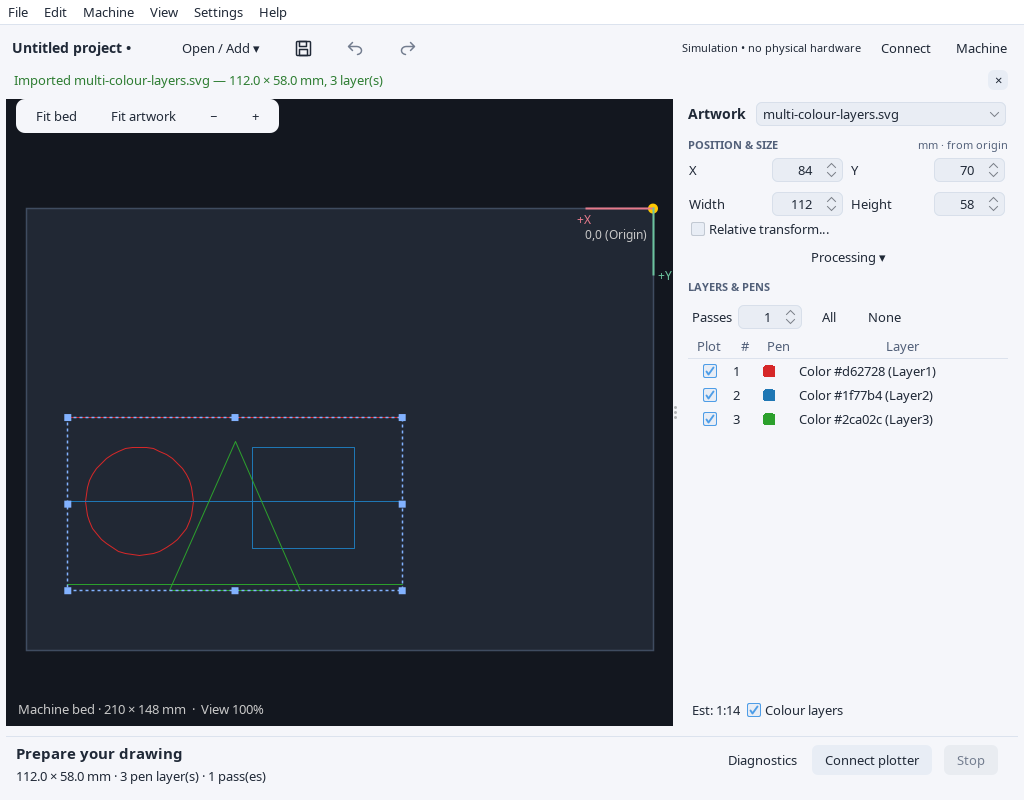 File Edit Machine View Settings Help
Untitled project • Open / Add ▾ Simulation • no physical hardware Connect Machine
Imported multi-colour-layers.svg — 112.0 × 58.0 mm, 3 layer(s) ×
Fit bed Fit artwork − +
+X
0,0 (Origin)
+Y
Machine bed · 210 × 148 mm · View 100%
Artwork multi-colour-layers.svg
POSITION & SIZE mm · from origin
X 84 Y 70
Width 112 Height 58
Relative transform...
Processing ▾
LAYERS & PENS
Passes 1 All None
Plot # Pen Layer
1 Color #d62728 (Layer1)
2 Color #1f77b4 (Layer2)
3 Color #2ca02c (Layer3)
Est: 1:14 Colour layers
Prepare your drawing
112.0 × 58.0 mm · 3 pen layer(s) · 1 pass(es)
Diagnostics Connect plotter Stop